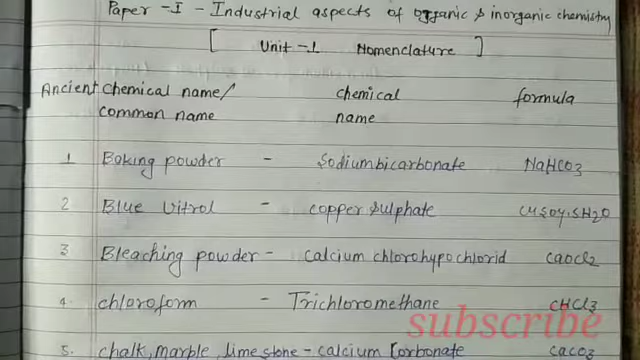 Paper - I - Industrial aspects of organic & inorganic chemistry
[ Unit - 1 Nomenclature ]
Ancient chemical name/ chemical formula
common name name
1 Baking powder - Sodiumbicarbonate NaHCO3
2 Blue Vitrol - copper sulphate CuSO4.5H2O
3 Bleaching powder - calcium chlorohypochlorid caocl2
4. chloroform - Trichloromethane CHCl3
subscribe
5. chalk, marble, lime stone - calcium carbonate caco3